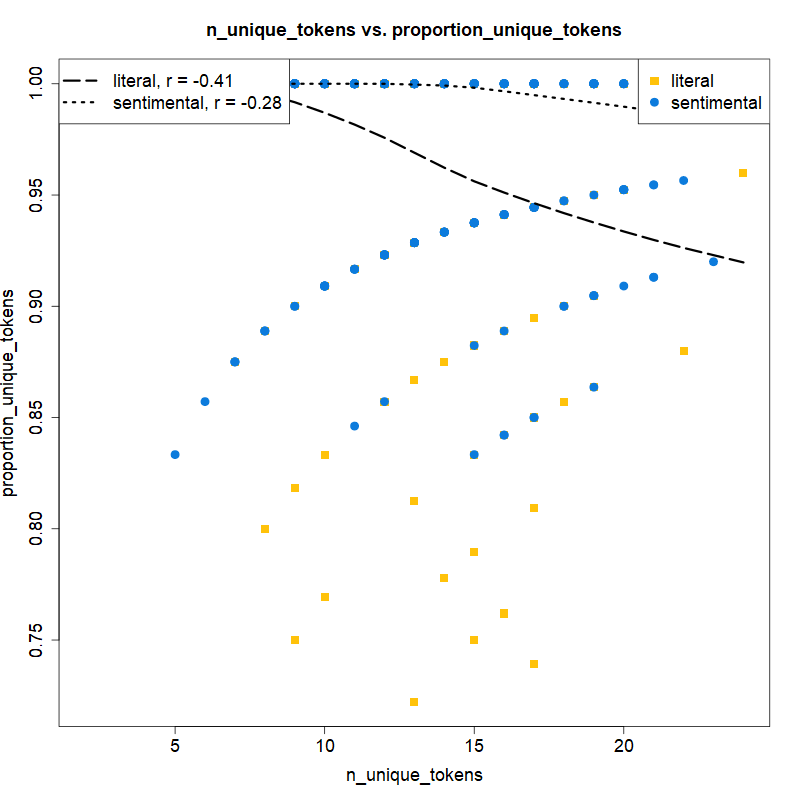 n_unique_tokens vs. proportion_unique_tokens
literal, r = -0.41
sentimental, r = -0.28
literal
sentimental
proportion_unique_tokens
1.00
0.95
0.90
0.85
0.80
0.75
5 10 15 20
n_unique_tokens